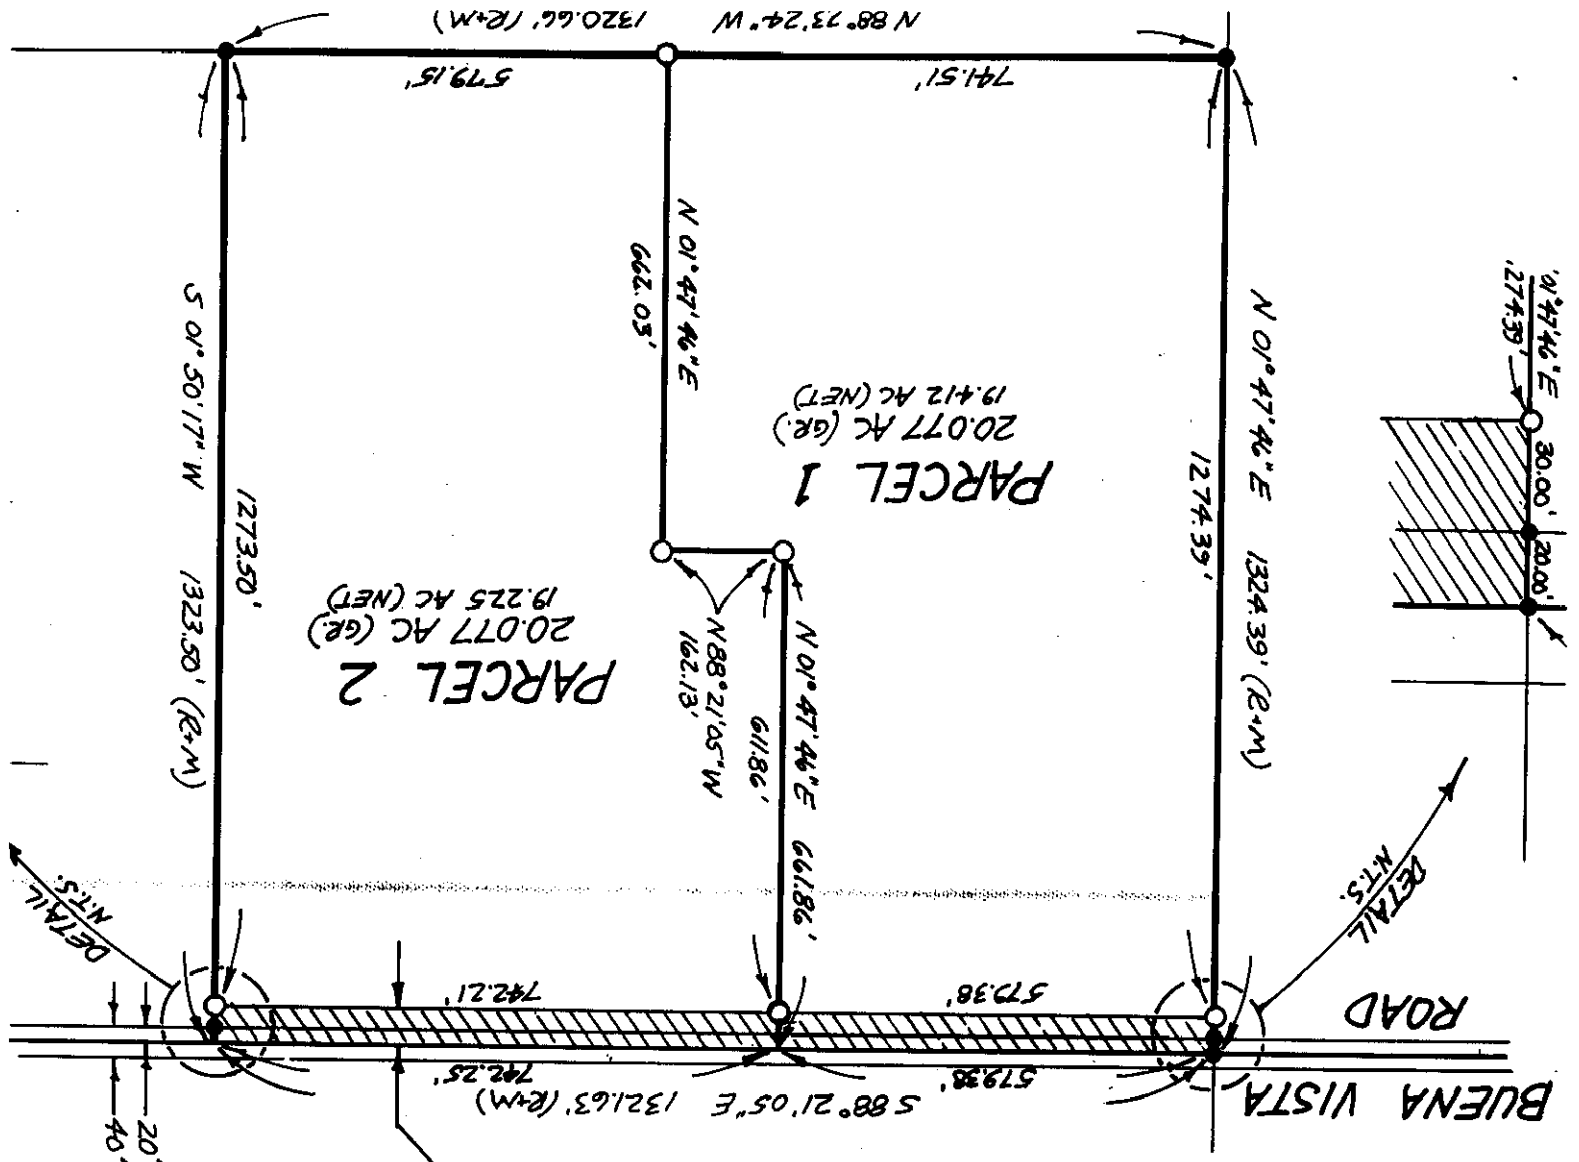 BUENA VISTA
ROAD
S 88°21'05" E 1321.63' (R+M)
579.38'
742.25'
579.38'
742.21'
20'
40'
DETAIL
N.T.S.
DETAIL
N.T.S.
20.00'
30.00'
01°47'46" E
274.39'
N 01°47'46" E 1324.39' (R+M)
1274.39'
N 01°47'46" E 661.86'
611.86'
N 88°21'05" W
162.13'
PARCEL 2
20.077 AC (GR.)
19.225 AC (NET)
S 01°50'17" W 1323.50' (R+M)
1273.50'
PARCEL 1
20.077 AC (GR.)
19.412 AC (NET)
N 01°47'46" E
662.03'
741.51'
579.15'
1320.66' (R+M)